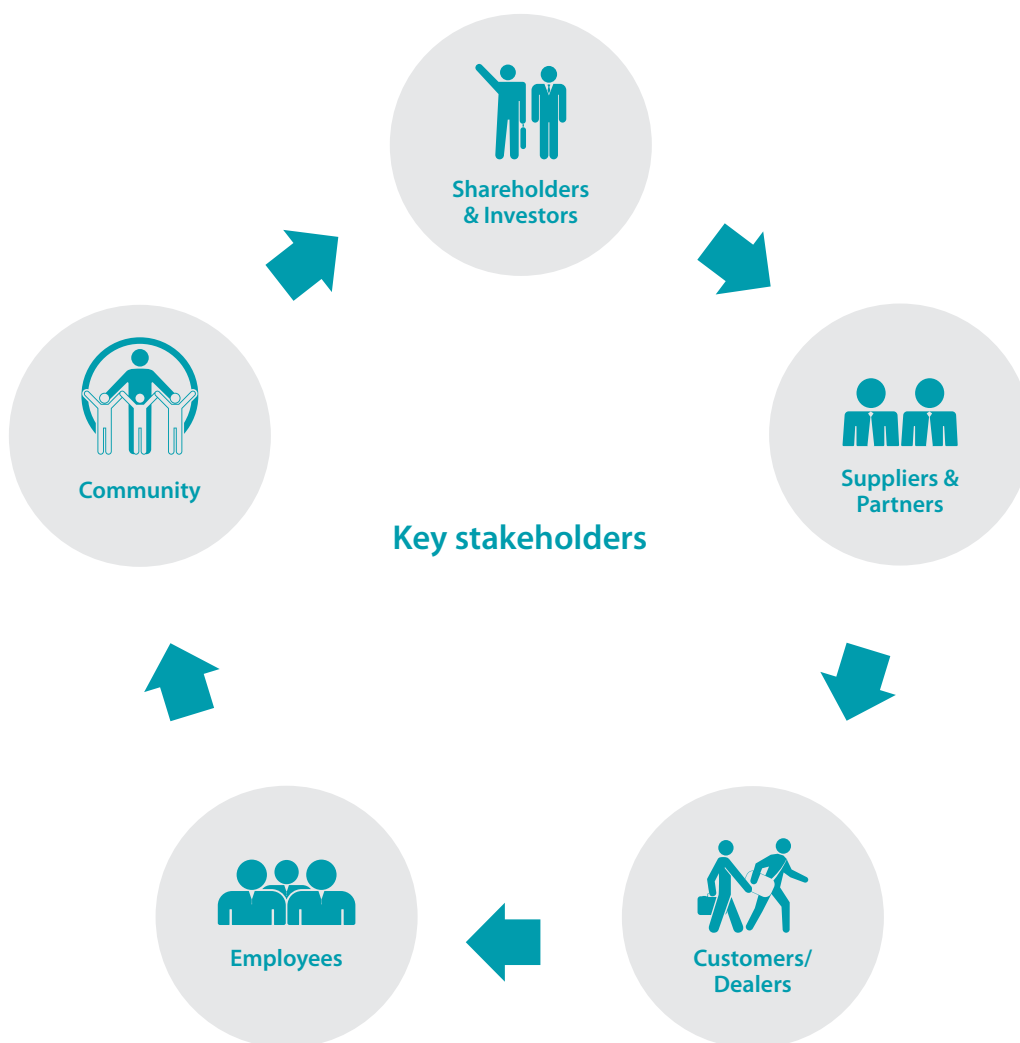 Shareholders
& Investors
Community
Suppliers &
Partners
Key stakeholders
Employees
Customers/
Dealers